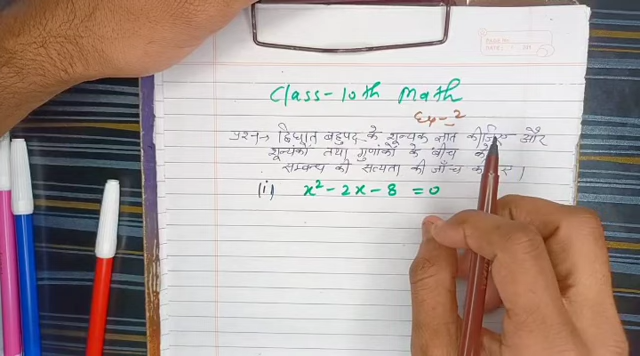 Class-10th Math
Ex-2
प्रश्न→ द्विघात बहुपद के शून्यक ज्ञात कीजिए और
शून्यकों तथा गुणांकों के बीच के
सम्बन्ध की सत्यता की जाँच
(i) x² - 2x - 8 = 0